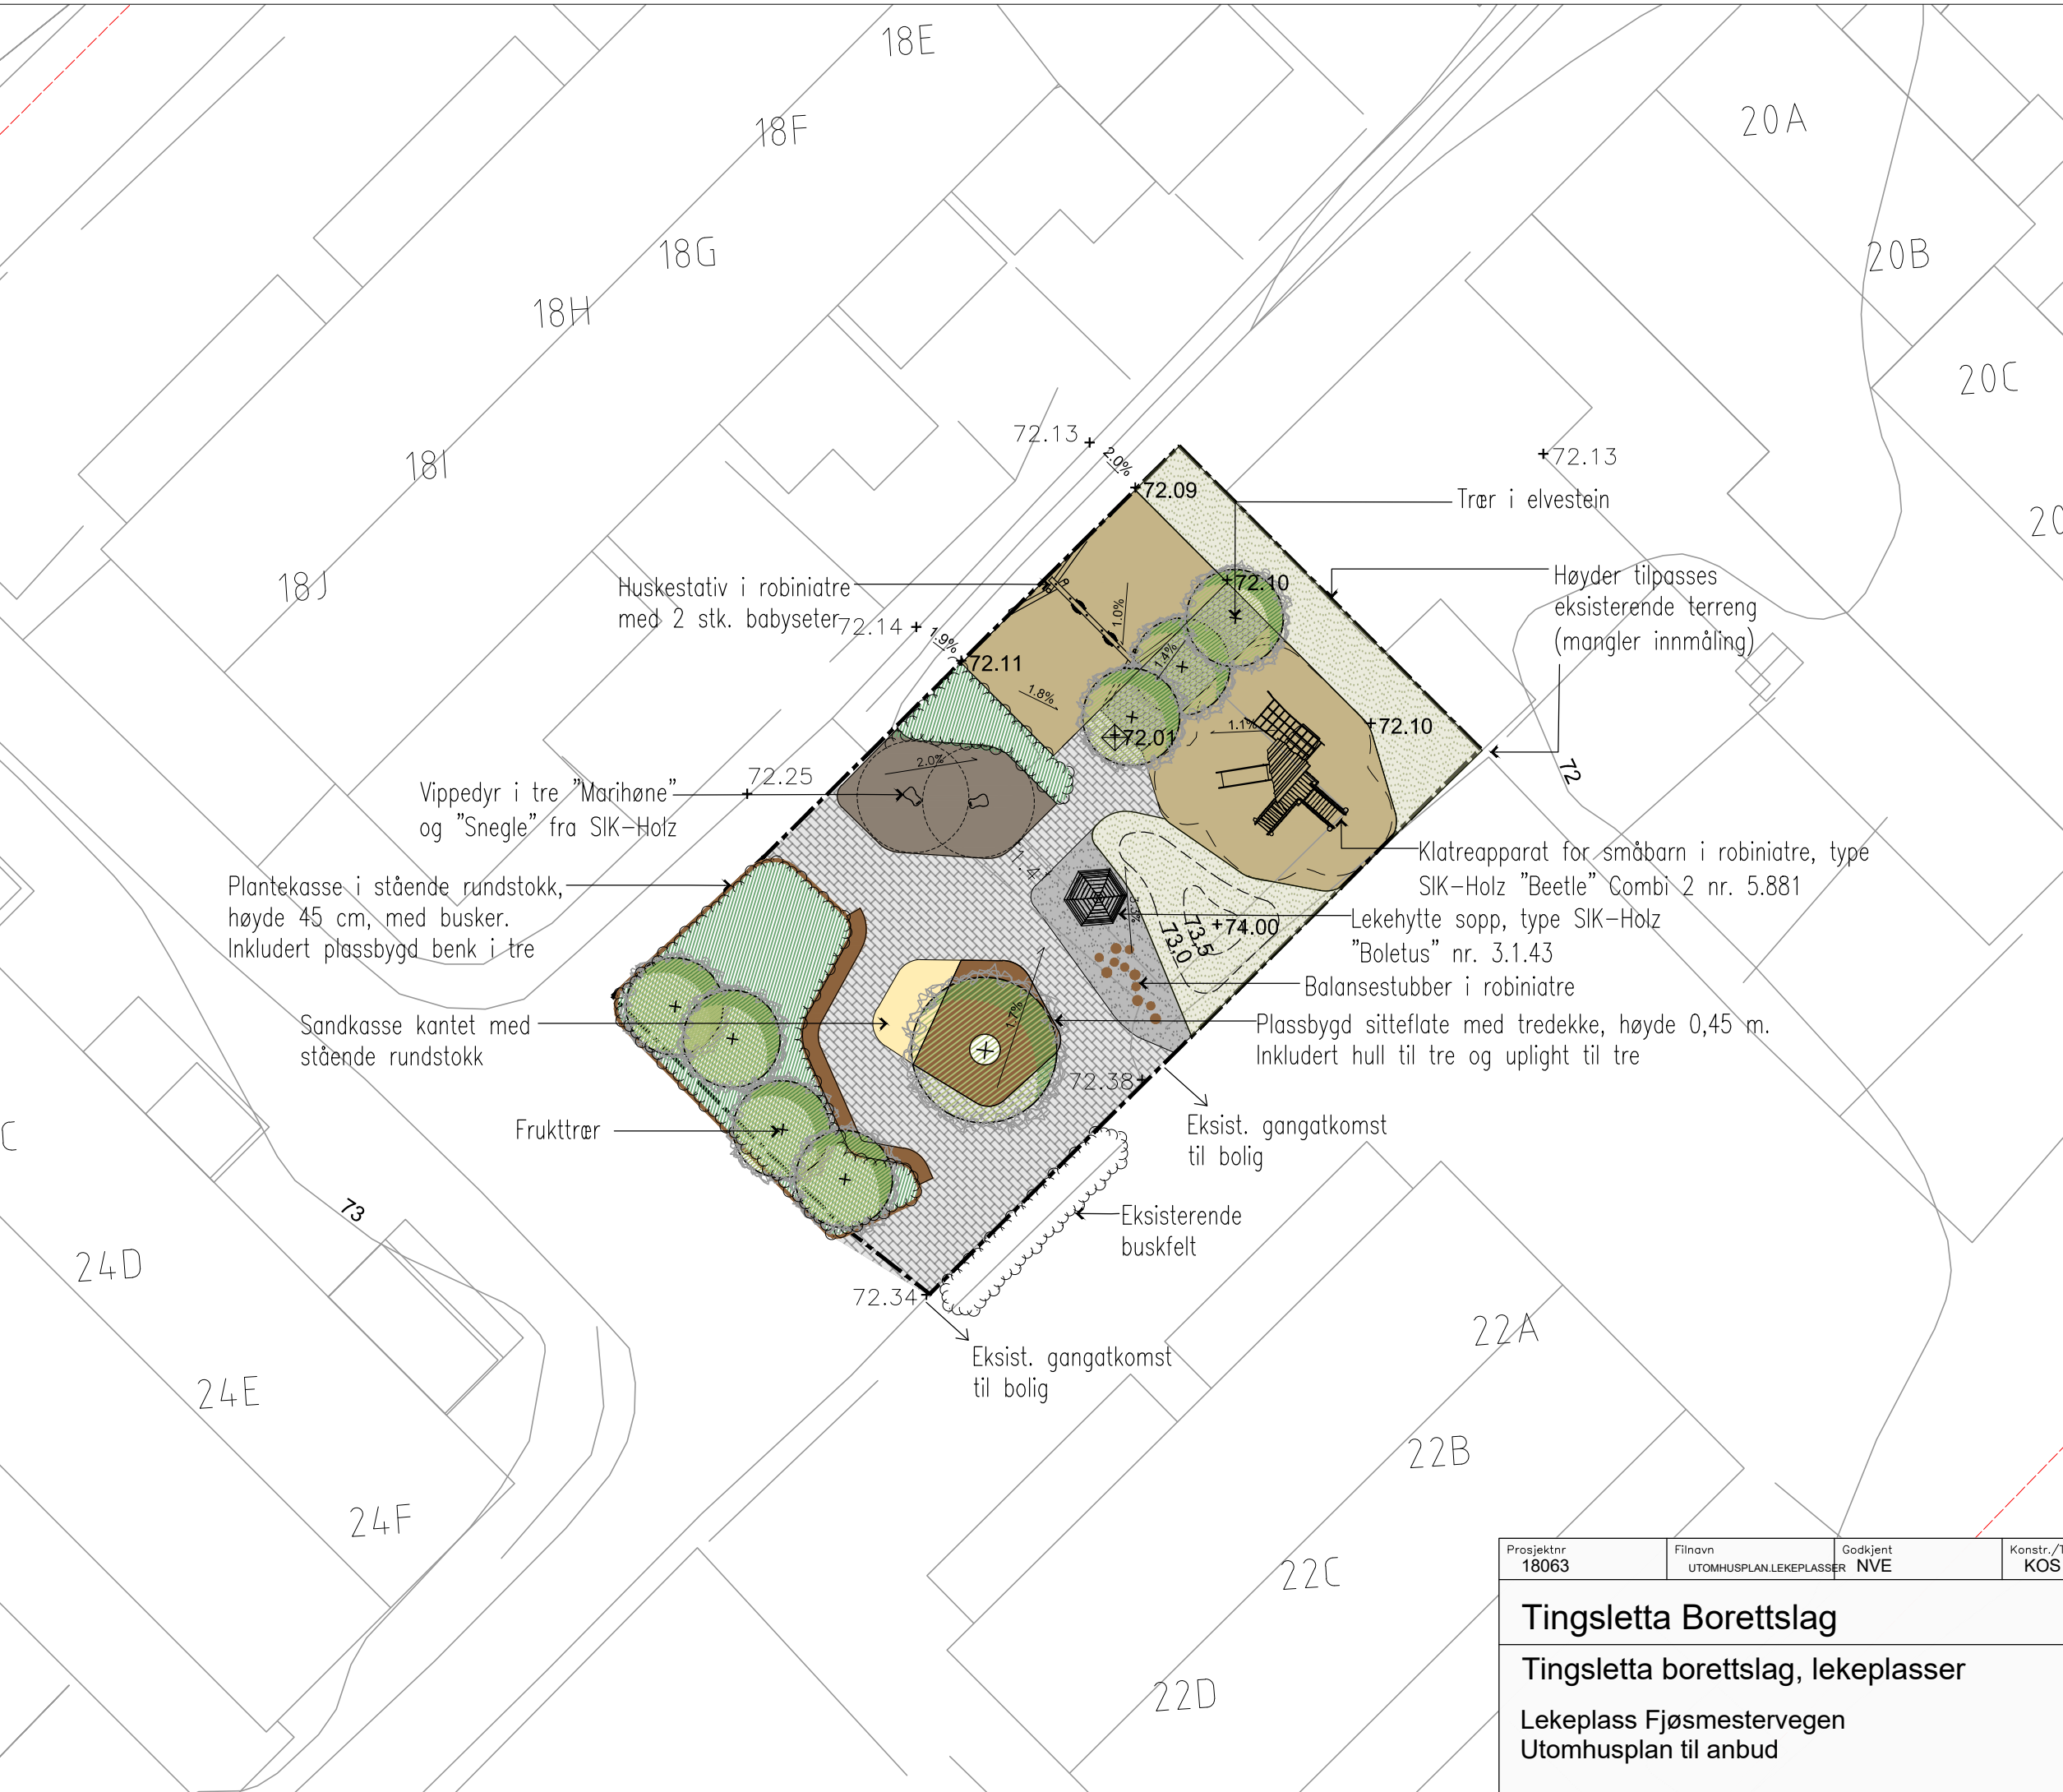 18E
18F
20A
18G
20B
18H
20C
72.13
2.0%
72.13
18I
72.09
Trær i elvestein
18J
Huskestativ i robiniatre
med 2 stk. babyseter
72.10
1.0%
Høyder tilpasses
eksisterende terreng
(mangler innmåling)
72.14
1.9%
72.11
1.4%
1.8%
1.1%
72.10
72.01
2.0%
72
72.25
Vippedyr i tre "Marihøne"
og "Snegle" fra SIK-Holz
Klatreapparat for småbarn i robiniatre, type
SIK-Holz "Beetle" Combi 2 nr. 5.881
Plantekasse i stående rundstokk,
høyde 45 cm, med busker.
Inkludert plassbygd benk i tre
Lekehytte sopp, type SIK-Holz
"Boletus" nr. 3.1.43
74.00
73,5
73.0
Balansestubber i robiniatre
Sandkasse kantet med
stående rundstokk
1.7%
Plassbygd sitteflate med tredekke, høyde 0,45 m.
Inkludert hull til tre og uplight til tre
72.38
Frukttrær
Eksist. gangatkomst
til bolig
73
Eksisterende
buskfelt
24D
72.34
22A
Eksist. gangatkomst
til bolig
24E
22B
24F
22C
22D
Prosjektnr
18063
Filnavn
UTOMHUSPLAN.LEKEPLASSER
Godkjent
NVE
KOS
Tingsletta Borettslag
Tingsletta borettslag, lekeplasser
Lekeplass Fjøsmestervegen
Utomhusplan til anbud